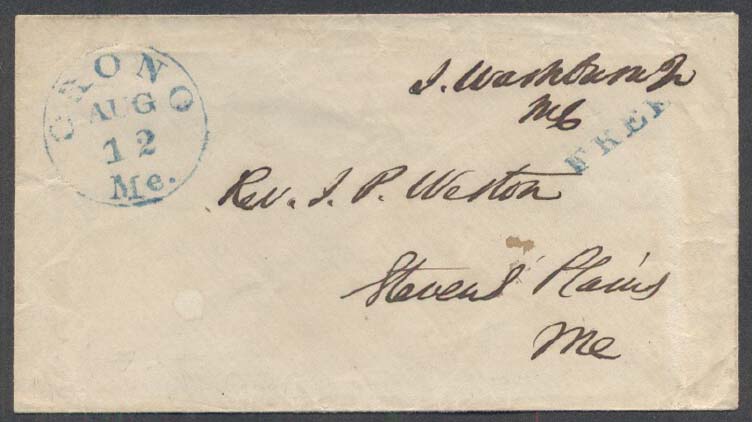 ORONO
AUG
12
Me.
I. Washburn Jr
MC
FREE
Rev. J. P. Weston
Stevens' Plains
Me